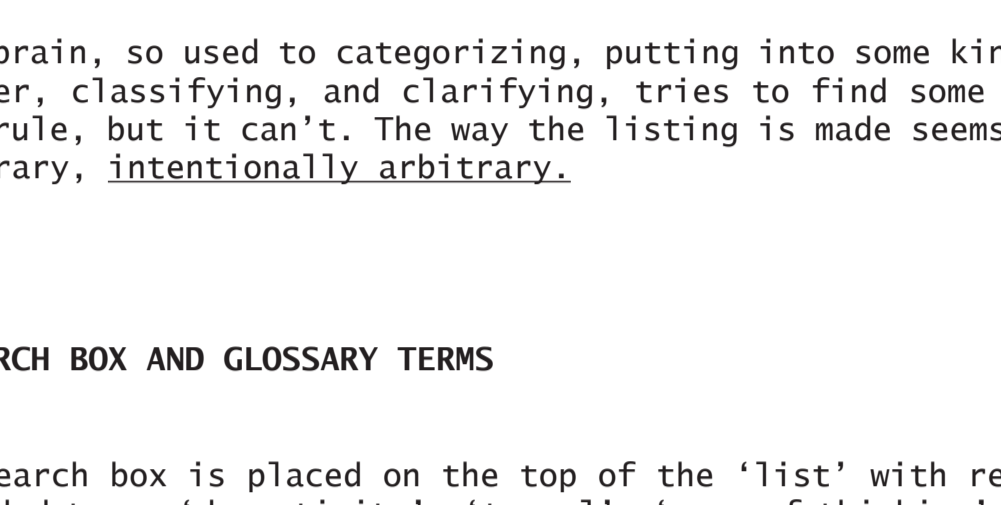 brain, so used to categorizing, putting into some kin
er, classifying, and clarifying, tries to find some
rule, but it can’t. The way the listing is made seems
rary, intentionally arbitrary.
RCH BOX AND GLOSSARY TERMS
earch box is placed on the top of the ‘list’ with re